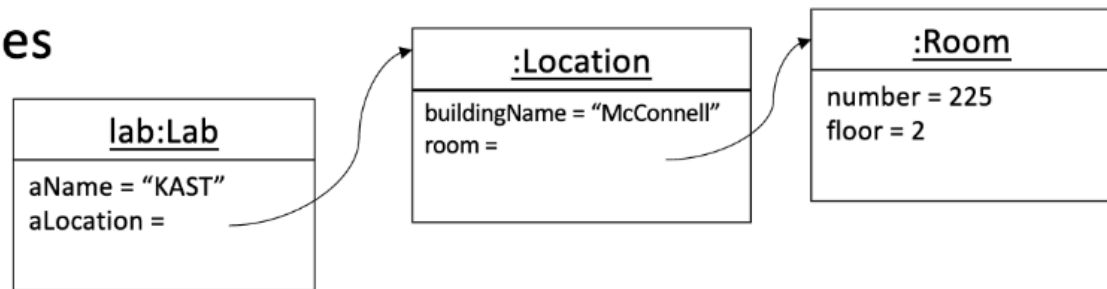 es
lab:Lab
aName = “KAST”
aLocation =
:Location
buildingName = “McConnell”
room =
:Room
number = 225
floor = 2